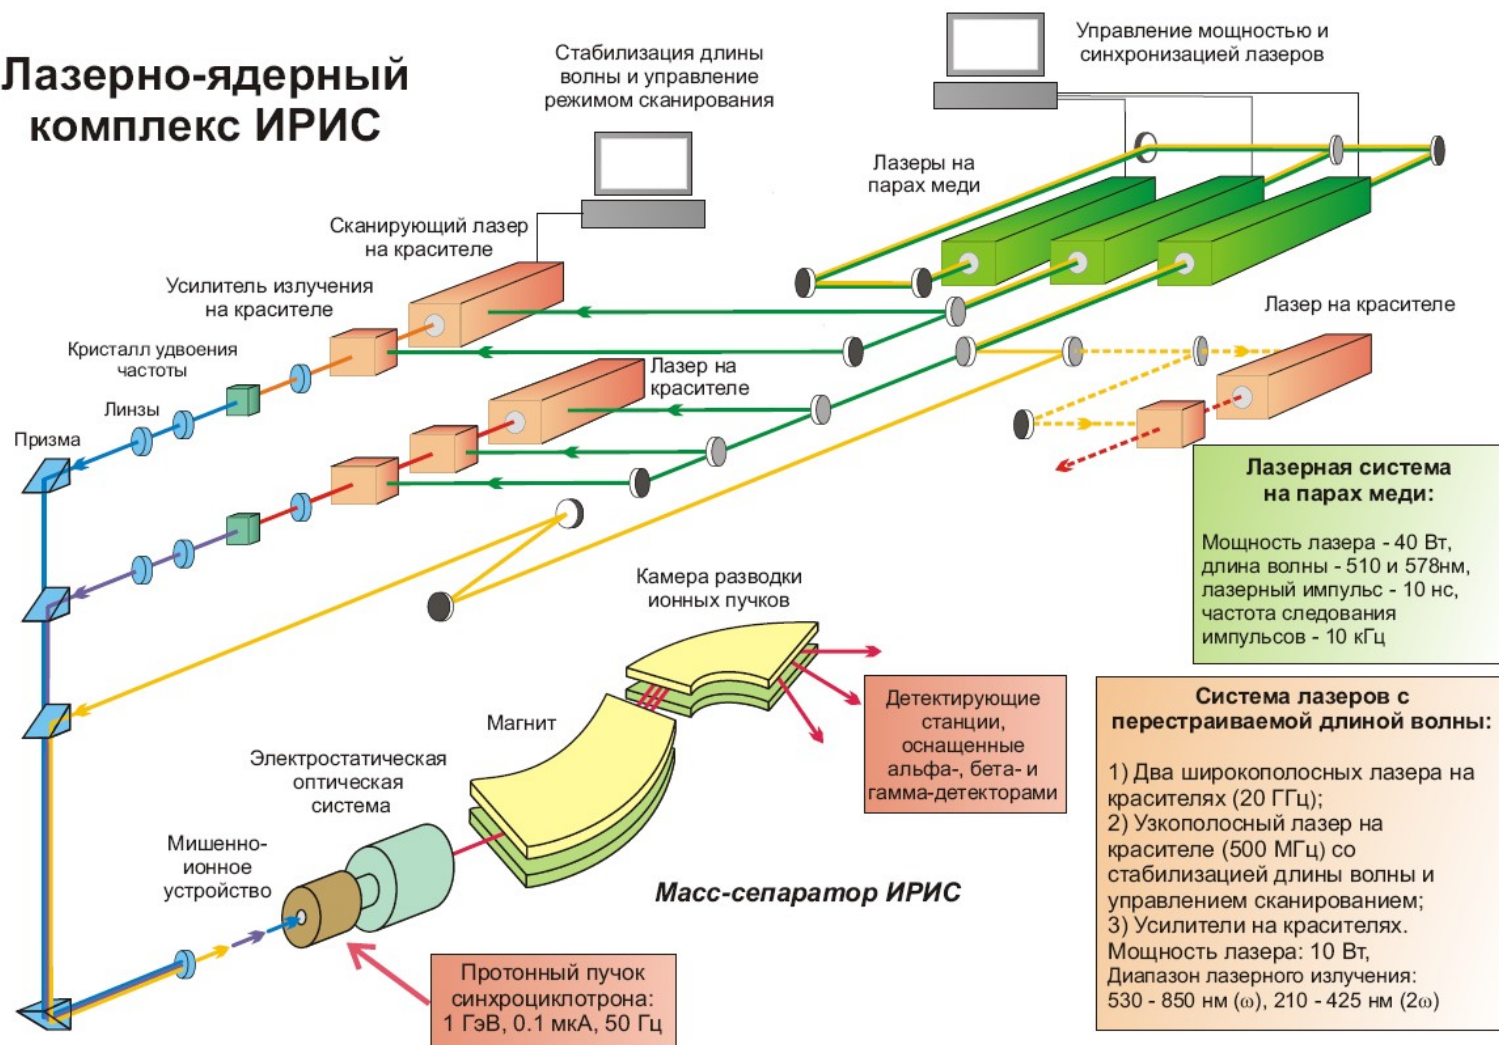 Лазерно-ядерный
комплекс ИРИС
Стабилизация длины
волны и управление
режимом сканирования
Управление мощностью и
синхронизацией лазеров
Лазеры на
парах меди
Сканирующий лазер
на красителе
Усилитель излучения
на красителе
Кристалл удвоения
частоты
Линзы
Призма
Лазер на
красителе
Лазер на красителе
Лазерная система
на парах меди:
Мощность лазера - 40 Вт,
длина волны - 510 и 578нм,
лазерный импульс - 10 нс,
частота следования
импульсов - 10 кГц
Камера разводки
ионных пучков
Магнит
Электростатическая
оптическая
система
Мишенно-
ионное
устройство
Детектирующие
станции,
оснащенные
альфа-, бета- и
гамма-детекторами
Масс-сепаратор ИРИС
Протонный пучок
синхроциклотрона:
1 ГэВ, 0.1 мкА, 50 Гц
Система лазеров с
перестраиваемой длиной волны:
1) Два широкополосных лазера на
красителях (20 ГГц);
2) Узкополосный лазер на
красителе (500 МГц) со
стабилизацией длины волны и
управлением сканированием;
3) Усилители на красителях.
Мощность лазера: 10 Вт,
Диапазон лазерного излучения:
530 - 850 нм (ω), 210 - 425 нм (2ω)